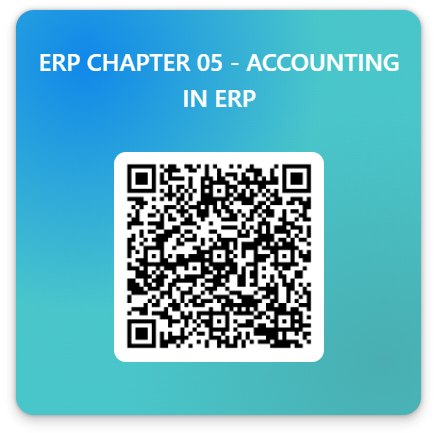 ERP CHAPTER 05 - ACCOUNTING
IN ERP